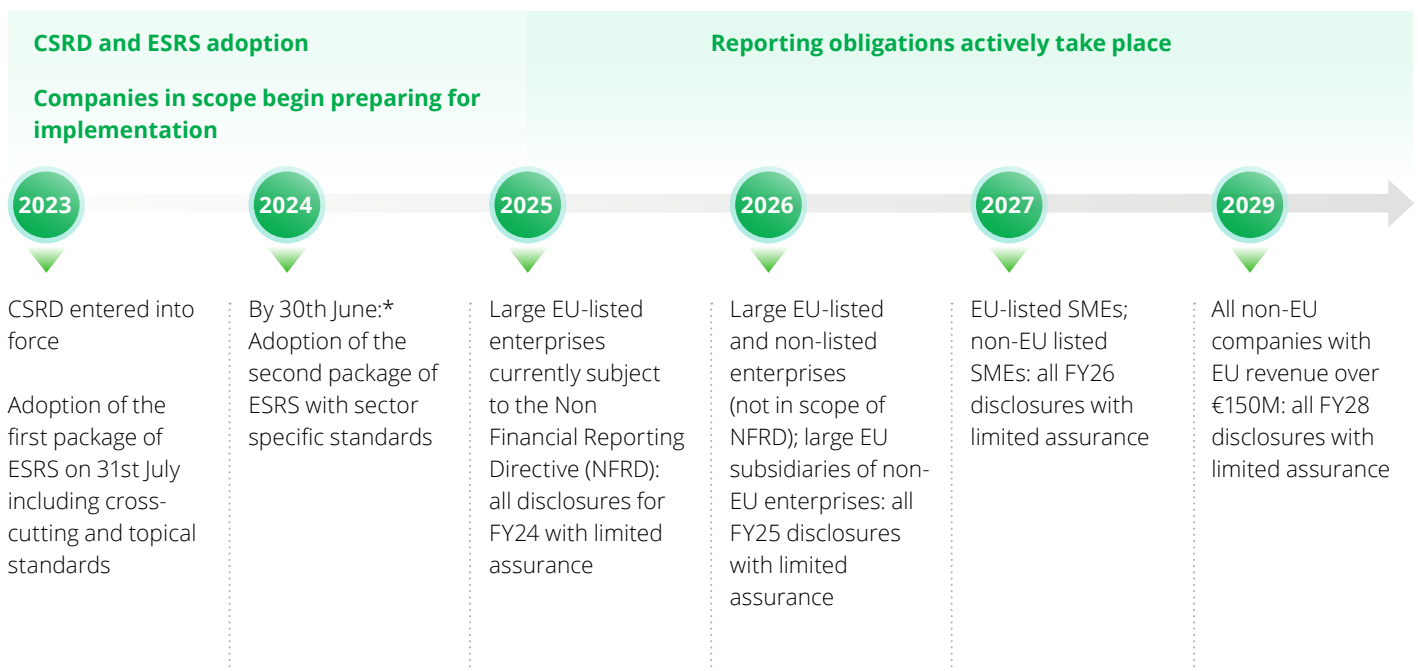 CSRD and ESRS adoption
Companies in scope begin preparing for
implementation
Reporting obligations actively take place
2023
2024
2025
2026
2027
2029
CSRD entered into
force
Adoption of the
first package of
ESRS on 31st July
including cross-
cutting and topical
standards
By 30th June:*
Adoption of the
second package of
ESRS with sector
specific standards
Large EU-listed
enterprises
currently subject
to the Non
Financial Reporting
Directive (NFRD):
all disclosures for
FY24 with limited
assurance
Large EU-listed
and non-listed
enterprises
(not in scope of
NFRD); large EU
subsidiaries of non-
EU enterprises: all
FY25 disclosures
with limited
assurance
EU-listed SMEs;
non-EU listed
SMEs: all FY26
disclosures with
limited assurance
All non-EU
companies with
EU revenue over
€150M: all FY28
disclosures with
limited assurance